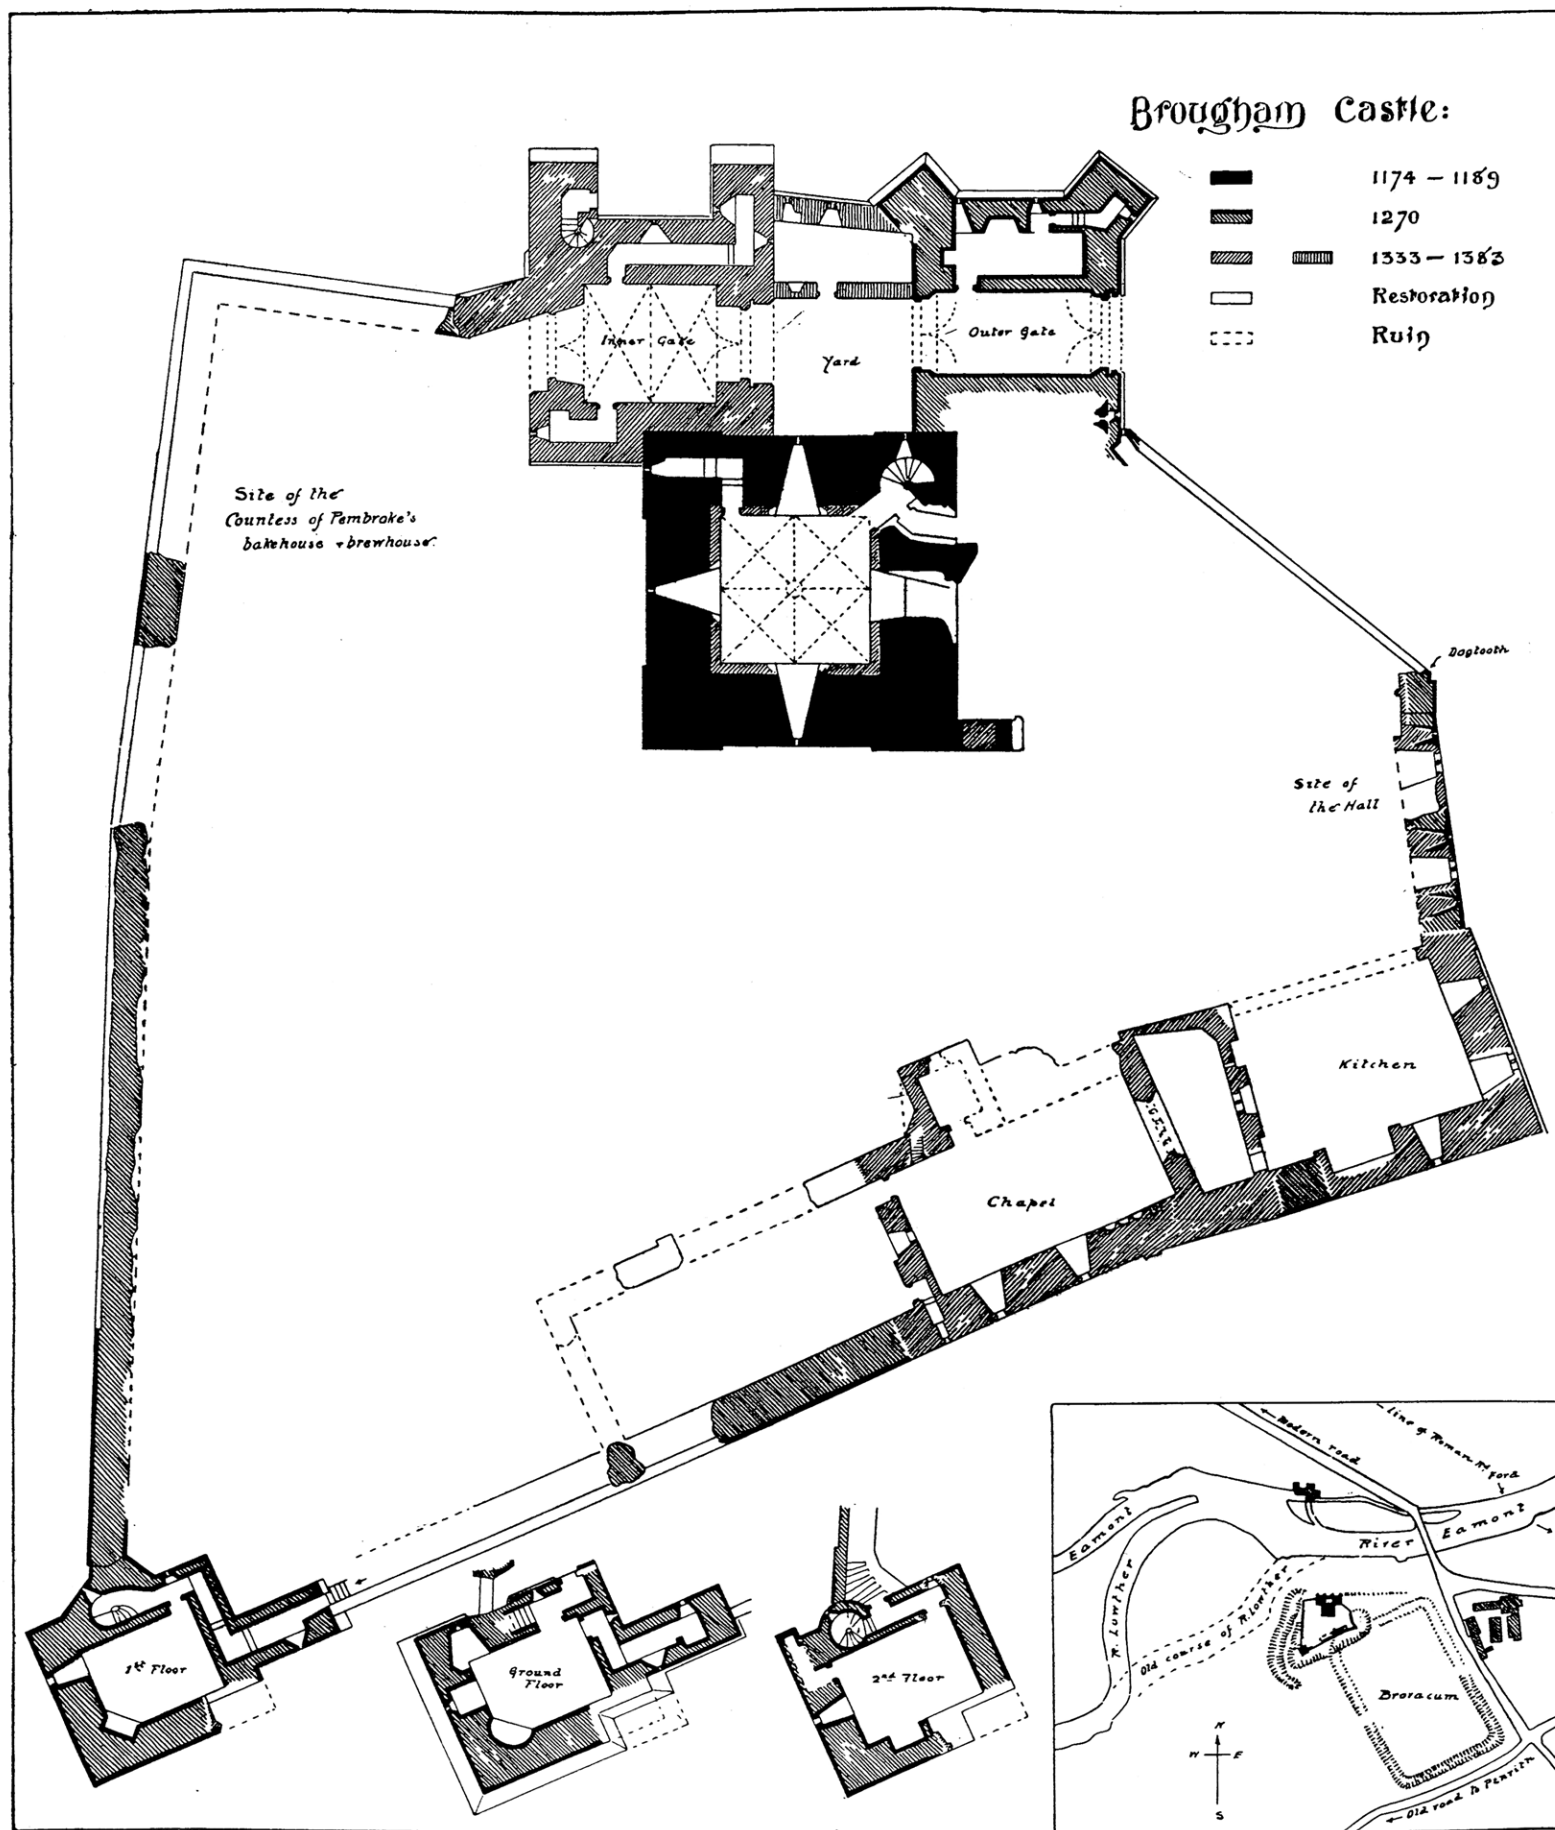 Brougham Castle:
1174 – 1189
1270
1333 – 1383
Restoration
Ruin
Inner Gate
Yard
Outer Gate
Site of the
Countess of Pembroke's
bakehouse + brewhouse.
Dogtooth
Site of
the Hall
Kitchen
Chapel
1st Floor
Ground
Floor
2nd Floor
Modern road
Line of Roman Rd
Ford
Eamont
River Eamont
R. Lowther
Old course of R. Lowther
Brovacum
N
W E
S
Old road to Penrith